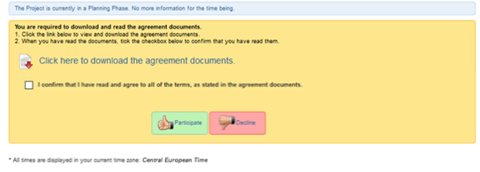 The Project is currently in a Planning Phase. No more information for the time being.
You are required to download and read the agreement documents.
1. Click the link below to view and download the agreement documents.
2. When you have read the documents, tick the checkbox below to confirm that you have read them.
Click here to download the agreement documents.
I confirm that I have read and agree to all of the terms, as stated in the agreement documents.
Participate Decline
* All times are displayed in your current time zone: Central European Time